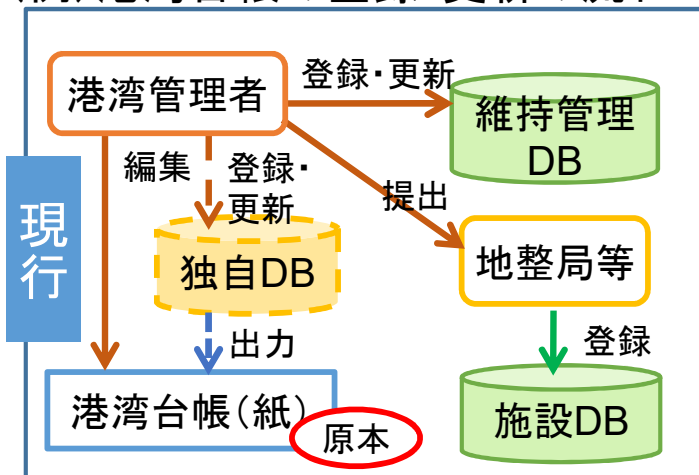 港湾管理者
登録・更新
維持管理
DB
編集
登録・
更新
提出
現
行
独自DB
地整局等
出力
登録
港湾台帳(紙)
原本
施設DB